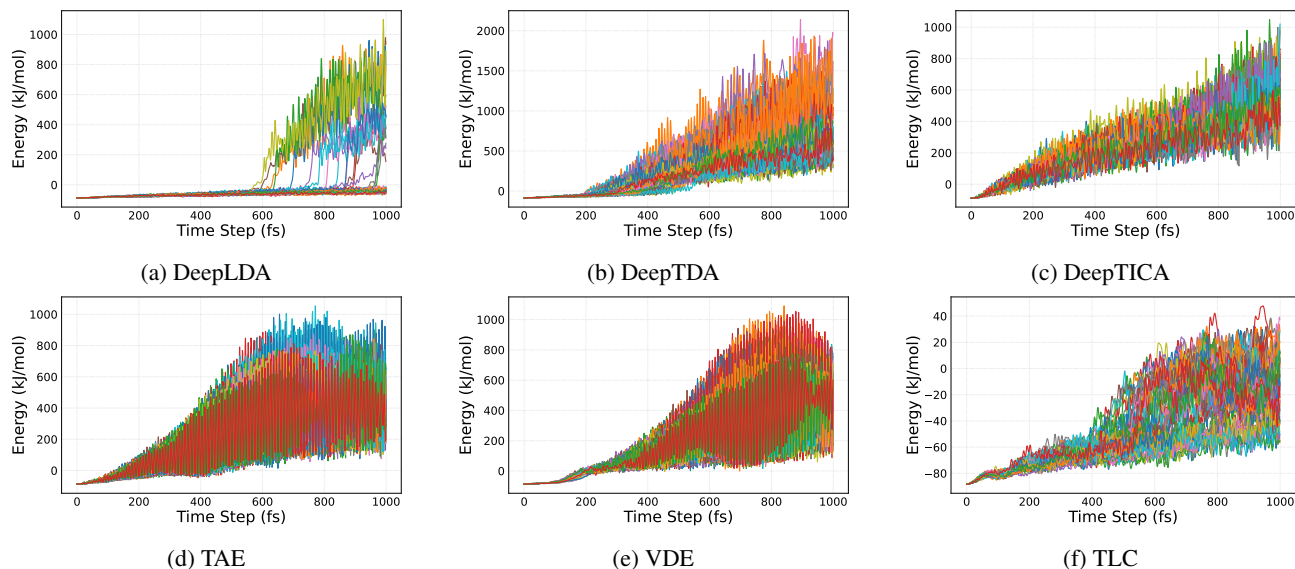 Energy (kJ/mol)
1000
800
600
400
200
0
0 200 400 600 800 1000
Time Step (fs)
(a) DeepLDA
Energy (kJ/mol)
2000
1500
1000
500
0
0 200 400 600 800 1000
Time Step (fs)
(b) DeepTDA
Energy (kJ/mol)
1000
800
600
400
200
0
0 200 400 600 800 1000
Time Step (fs)
(c) DeepTICA
Energy (kJ/mol)
1000
800
600
400
200
0
0 200 400 600 800 1000
Time Step (fs)
(d) TAE
Energy (kJ/mol)
1000
800
600
400
200
0
0 200 400 600 800 1000
Time Step (fs)
(e) VDE
Energy (kJ/mol)
40
20
0
−20
−40
−60
−80
0 200 400 600 800 1000
Time Step (fs)
(f) TLC